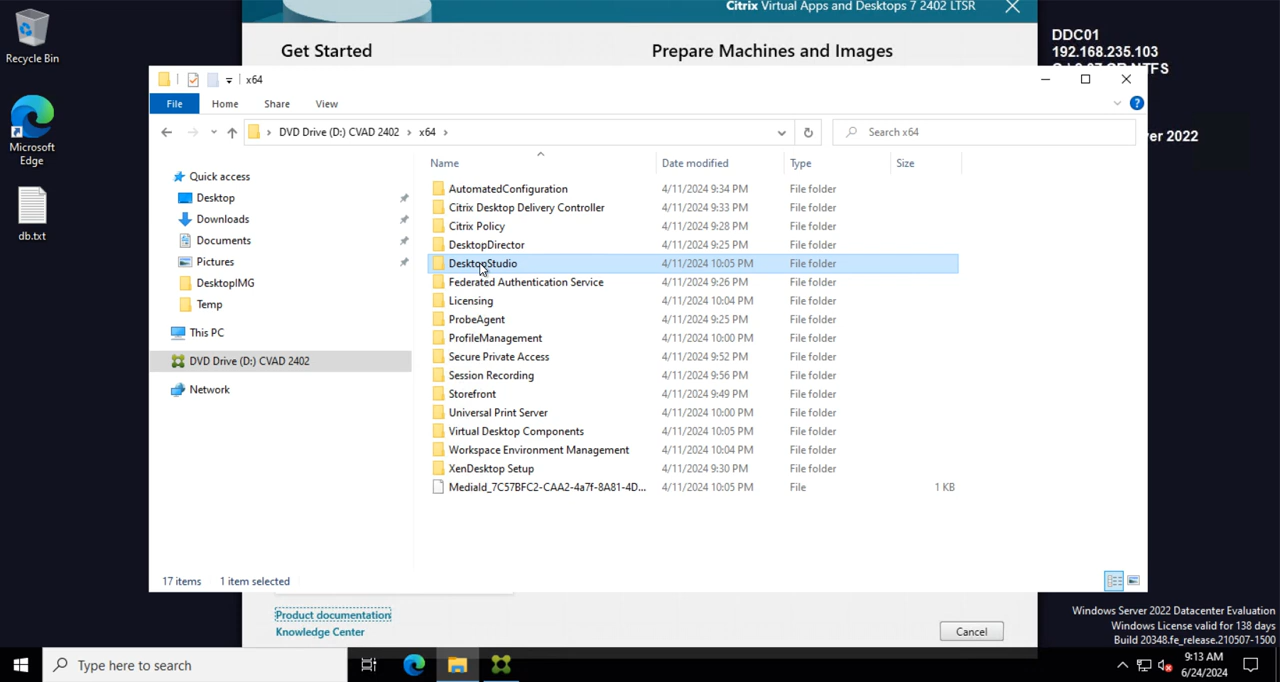 Citrix Virtual Apps and Desktops 7 2402 LTSR
Recycle Bin
Get Started
Prepare Machines and Images
DDC01
192.168.235.103
x64
File Home Share View
DVD Drive (D:) CVAD 2402 > x64 >
Search x64
er 2022
Microsoft
Edge
db.txt
Quick access
Desktop
Downloads
Documents
Pictures
DesktopIMG
Temp
This PC
DVD Drive (D:) CVAD 2402
Network
Name Date modified Type Size
AutomatedConfiguration 4/11/2024 9:34 PM File folder
Citrix Desktop Delivery Controller 4/11/2024 9:33 PM File folder
Citrix Policy 4/11/2024 9:28 PM File folder
DesktopDirector 4/11/2024 9:25 PM File folder
DesktopStudio 4/11/2024 10:05 PM File folder
Federated Authentication Service 4/11/2024 9:26 PM File folder
Licensing 4/11/2024 10:04 PM File folder
ProbeAgent 4/11/2024 9:25 PM File folder
ProfileManagement 4/11/2024 10:00 PM File folder
Secure Private Access 4/11/2024 9:52 PM File folder
Session Recording 4/11/2024 9:56 PM File folder
Storefront 4/11/2024 9:49 PM File folder
Universal Print Server 4/11/2024 10:00 PM File folder
Virtual Desktop Components 4/11/2024 10:05 PM File folder
Workspace Environment Management 4/11/2024 10:04 PM File folder
XenDesktop Setup 4/11/2024 9:30 PM File folder
MediaId_7C57BFC2-CAA2-4a7f-8A81-4D... 4/11/2024 10:05 PM File 1 KB
17 items 1 item selected
Product documentation
Knowledge Center
Cancel
Windows Server 2022 Datacenter Evaluation
Windows License valid for 138 days
Build 20348.fe_release.210507-1500
Type here to search
9:13 AM
6/24/2024